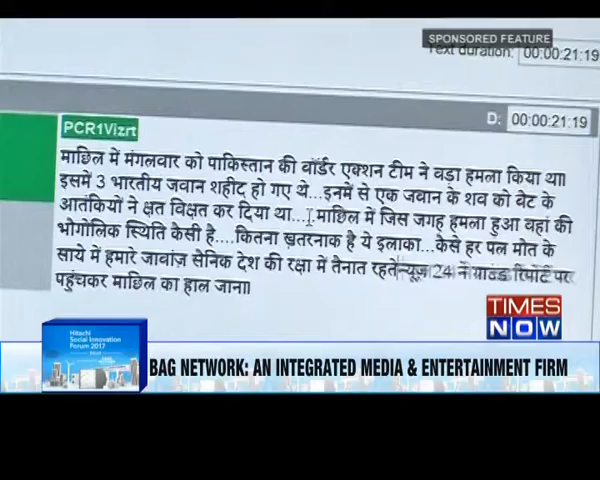 SPONSORED FEATURE
Text duration: 00:00:21:19
D: 00:00:21:19
PCR1Vizrt
माछिल में मंगलवार को पाकिस्तान की बॉर्डर एक्शन टीम ने बड़ा हमला किया था।
इसमें 3 भारतीय जवान शहीद हो गए थे...इनमें से एक जवान के शव को बैट के
आतंकियों ने क्षत विक्षत कर दिया था...माछिल में जिस जगह हमला हुआ वहां की
भौगोलिक स्थिति कैसी है....कितना ख़तरनाक है ये इलाका...कैसे हर पल मौत के
साये में हमारे जाबांज़ सैनिक देश की रक्षा में तैनात रहते न्यूज़ 24 ने ग्राउंड रिपोर्ट पर
पहुंचकर माछिल का हाल जाना।
TIMES
NOW
Hitachi
Social Innovation
Forum 2017
BAG NETWORK: AN INTEGRATED MEDIA & ENTERTAINMENT FIRM